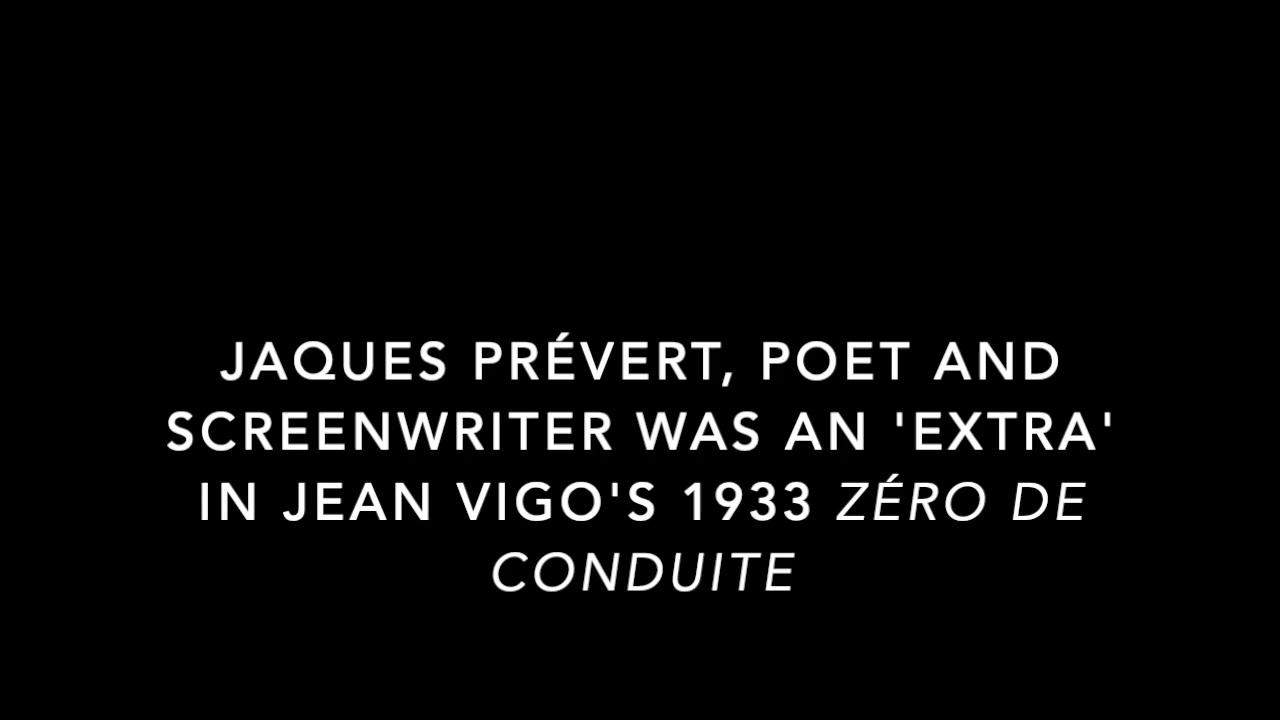 JAQUES PRÉVERT, POET AND
SCREENWRITER WAS AN 'EXTRA'
IN JEAN VIGO'S 1933 ZÉRO DE
CONDUITE